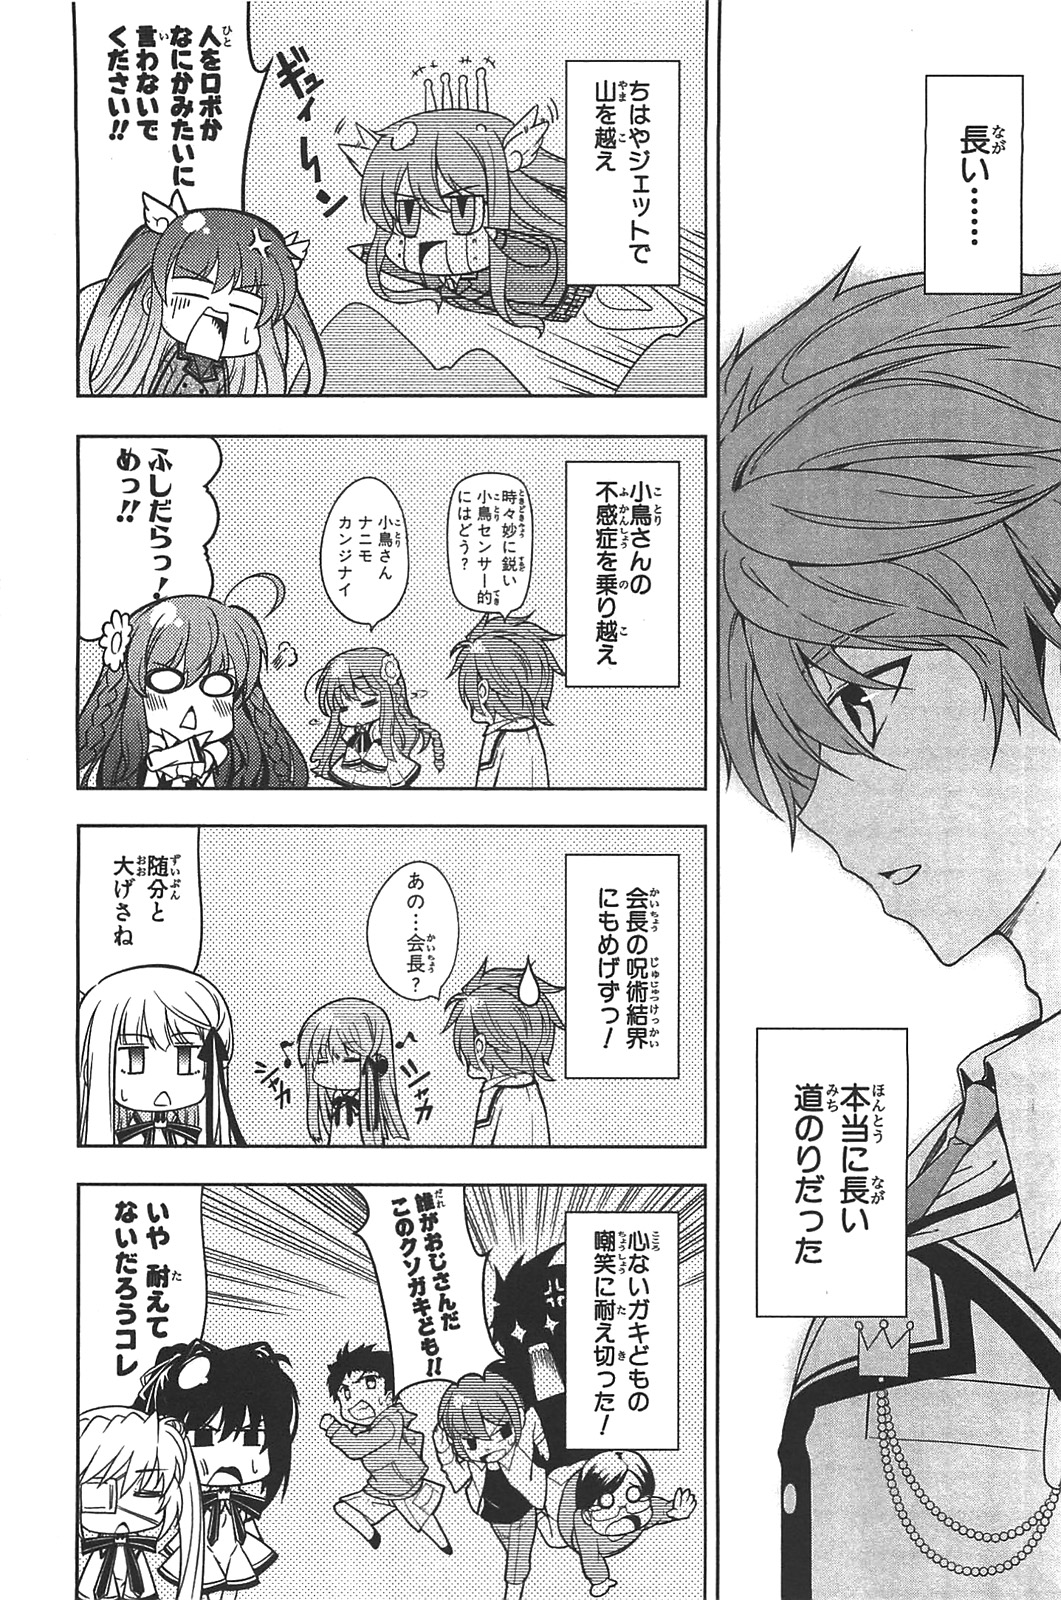 長い……
本当に長い
道のりだった
ちはやジェットで
山を越え
ギュイーン
人をロボか
なにかみたいに
言わないで
ください!!
小鳥さんの
不感症を乗り越え
時々妙に鋭い
小鳥センサー的
にはどう?
小鳥さん
ナニモ
カンジナイ
ふしだらっ!
めっ!!
会長の呪術結界
にもめげずっ!
あの…会長?
シャカ
シャカ
随分と
大げさね
心ないガキどもの
嘲笑に耐え切った!
誰がおじさんだ
このクソガキども!!
いや 耐えて
ないだろうコレ